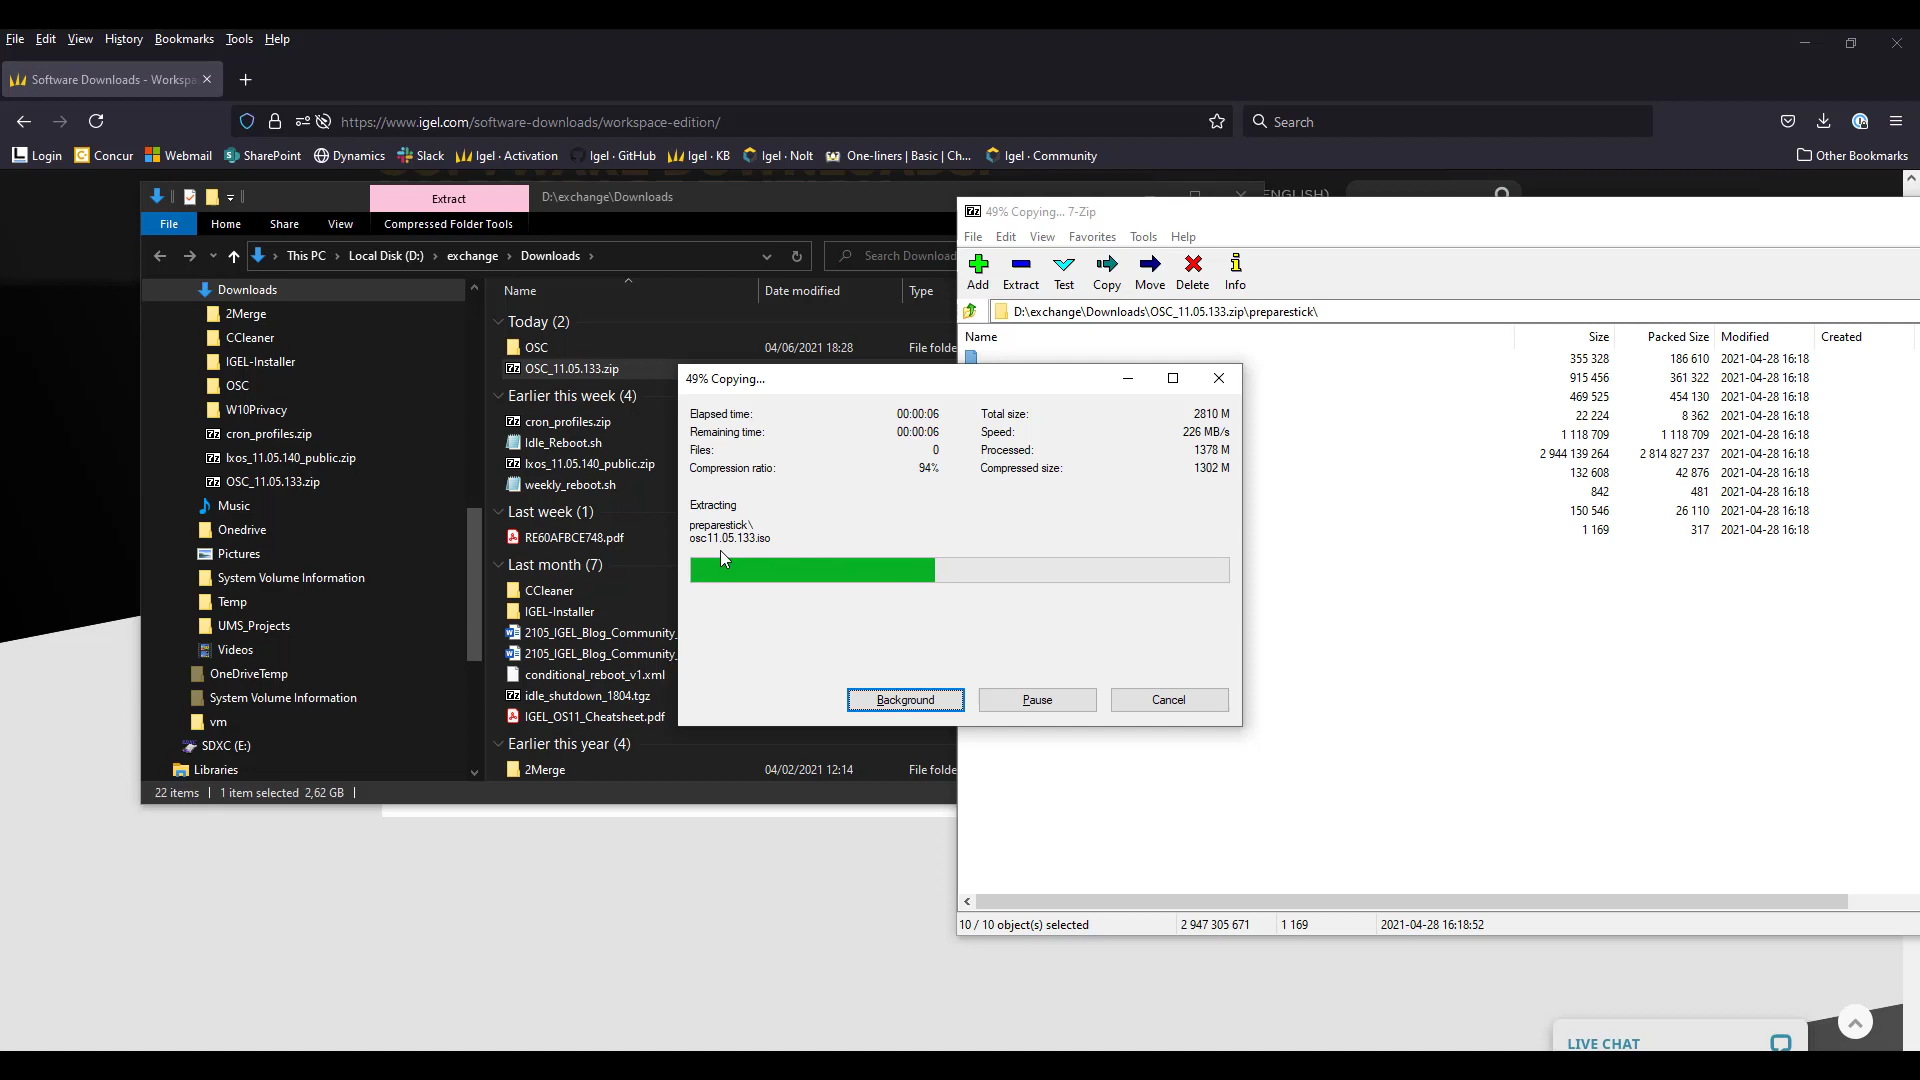 File Edit View History Bookmarks Tools Help
Software Downloads - Workspa
https://www.igel.com/software-downloads/workspace-edition/
Search
Login Concur Webmail SharePoint Dynamics Slack Igel · Activation Igel · GitHub Igel · KB Igel · Nolt One-liners | Basic | Ch... Igel · Community Other Bookmarks
ENGLISH)
Extract D:\exchange\Downloads
File Home Share View Compressed Folder Tools
This PC › Local Disk (D:) › exchange › Downloads ›
Search Download
Downloads
2Merge
CCleaner
IGEL-Installer
OSC
W10Privacy
cron_profiles.zip
lxos_11.05.140_public.zip
OSC_11.05.133.zip
Music
Onedrive
Pictures
System Volume Information
Temp
UMS_Projects
Videos
OneDriveTemp
System Volume Information
vm
SDXC (E:)
Libraries
Name Date modified Type
Today (2)
OSC 04/06/2021 18:28 File folde
OSC_11.05.133.zip
Earlier this week (4)
cron_profiles.zip
Idle_Reboot.sh
lxos_11.05.140_public.zip
weekly_reboot.sh
Last week (1)
RE60AFBCE748.pdf
Last month (7)
CCleaner
IGEL-Installer
2105_IGEL_Blog_Community_
2105_IGEL_Blog_Community_
conditional_reboot_v1.xml
idle_shutdown_1804.tgz
IGEL_OS11_Cheatsheet.pdf
Earlier this year (4)
2Merge 04/02/2021 12:14 File folde
22 items 1 item selected 2,62 GB
49% Copying... 7-Zip
File Edit View Favorites Tools Help
Add Extract Test Copy Move Delete Info
D:\exchange\Downloads\OSC_11.05.133.zip\preparestick\
Name Size Packed Size Modified Created
355 328 186 610 2021-04-28 16:18
915 456 361 322 2021-04-28 16:18
469 525 454 130 2021-04-28 16:18
22 224 8 362 2021-04-28 16:18
1 118 709 1 118 709 2021-04-28 16:18
2 944 139 264 2 814 827 237 2021-04-28 16:18
132 608 42 876 2021-04-28 16:18
842 481 2021-04-28 16:18
150 546 26 110 2021-04-28 16:18
1 169 317 2021-04-28 16:18
10 / 10 object(s) selected 2 947 305 671 1 169 2021-04-28 16:18:52
49% Copying...
Elapsed time: 00:00:06 Total size: 2810 M
Remaining time: 00:00:06 Speed: 226 MB/s
Files: 0 Processed: 1378 M
Compression ratio: 94% Compressed size: 1302 M
Extracting
preparestick\
osc11.05.133.iso
Background Pause Cancel
LIVE CHAT